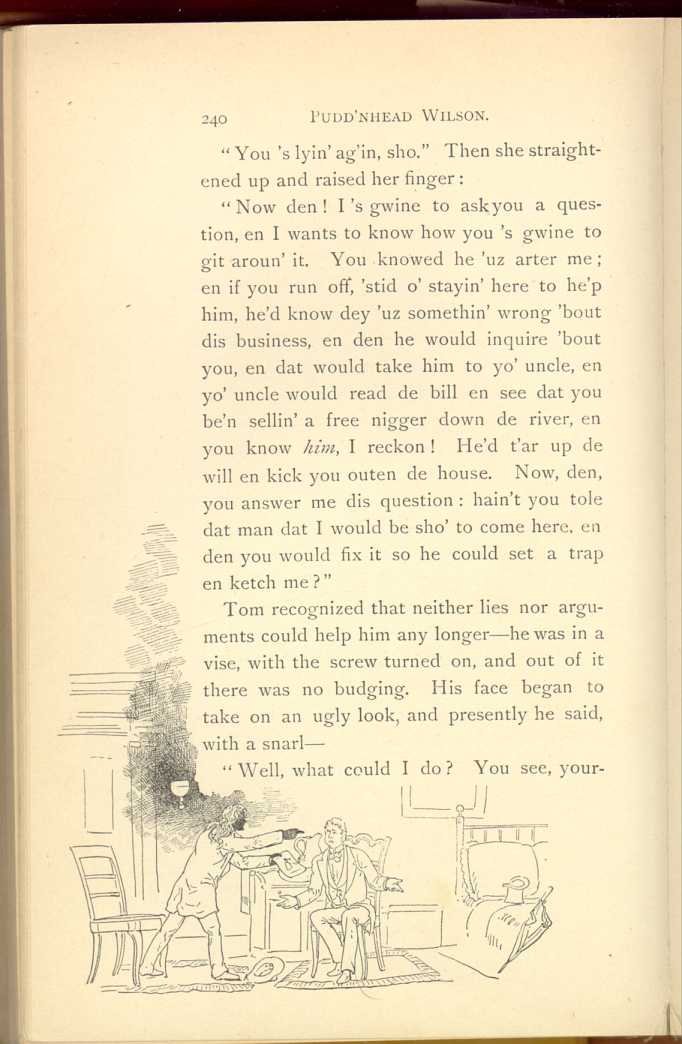 240 PUDD'NHEAD WILSON.
"You 's lyin' ag'in, sho." Then she straight-
ened up and raised her finger:
"Now den! I 's gwine to ask you a ques-
tion, en I wants to know how you 's gwine to
git aroun' it. You knowed he 'uz arter me;
en if you run off, 'stid o' stayin' here to he'p
him, he'd know dey 'uz somethin' wrong 'bout
dis business, en den he would inquire 'bout
you, en dat would take him to yo' uncle, en
yo' uncle would read de bill en see dat you
be'n sellin' a free nigger down de river, en
you know him, I reckon! He'd t'ar up de
will en kick you outen de house. Now, den,
you answer me dis question: hain't you tole
dat man dat I would be sho' to come here, en
den you would fix it so he could set a trap
en ketch me?"
Tom recognized that neither lies nor argu-
ments could help him any longer—he was in a
vise, with the screw turned on, and out of it
there was no budging. His face began to
take on an ugly look, and presently he said,
with a snarl—
"Well, what could I do? You see, your-